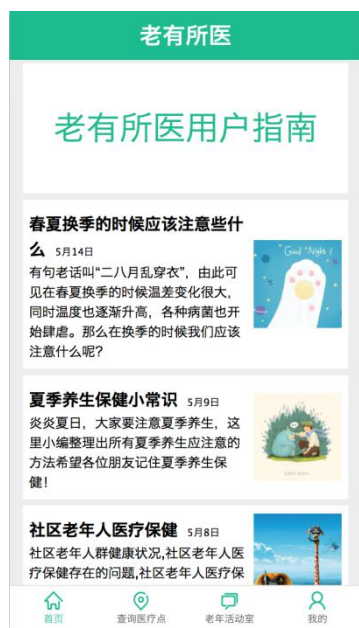 老有所医
老有所医用户指南
春夏换季的时候应该注意些什
么 5月14日
有句老话叫“二八月乱穿衣”，由此可
见在春夏换季的时候温差变化很大，
同时温度也逐渐升高，各种病菌也开
始肆虐。那么在换季的时候我们应该
注意什么呢？
Good Night !
夏季养生保健小常识 5月9日
炎炎夏日，大家要注意夏季养生，这
里小编整理出所有夏季养生应注意的
方法希望各位朋友记住夏季养生保
健！
社区老年人医疗保健 5月8日
社区老年人群健康状况,社区老年人医
疗保健存在的问题,社区老年人医疗保
首页 查询医疗点 老年活动室 我的